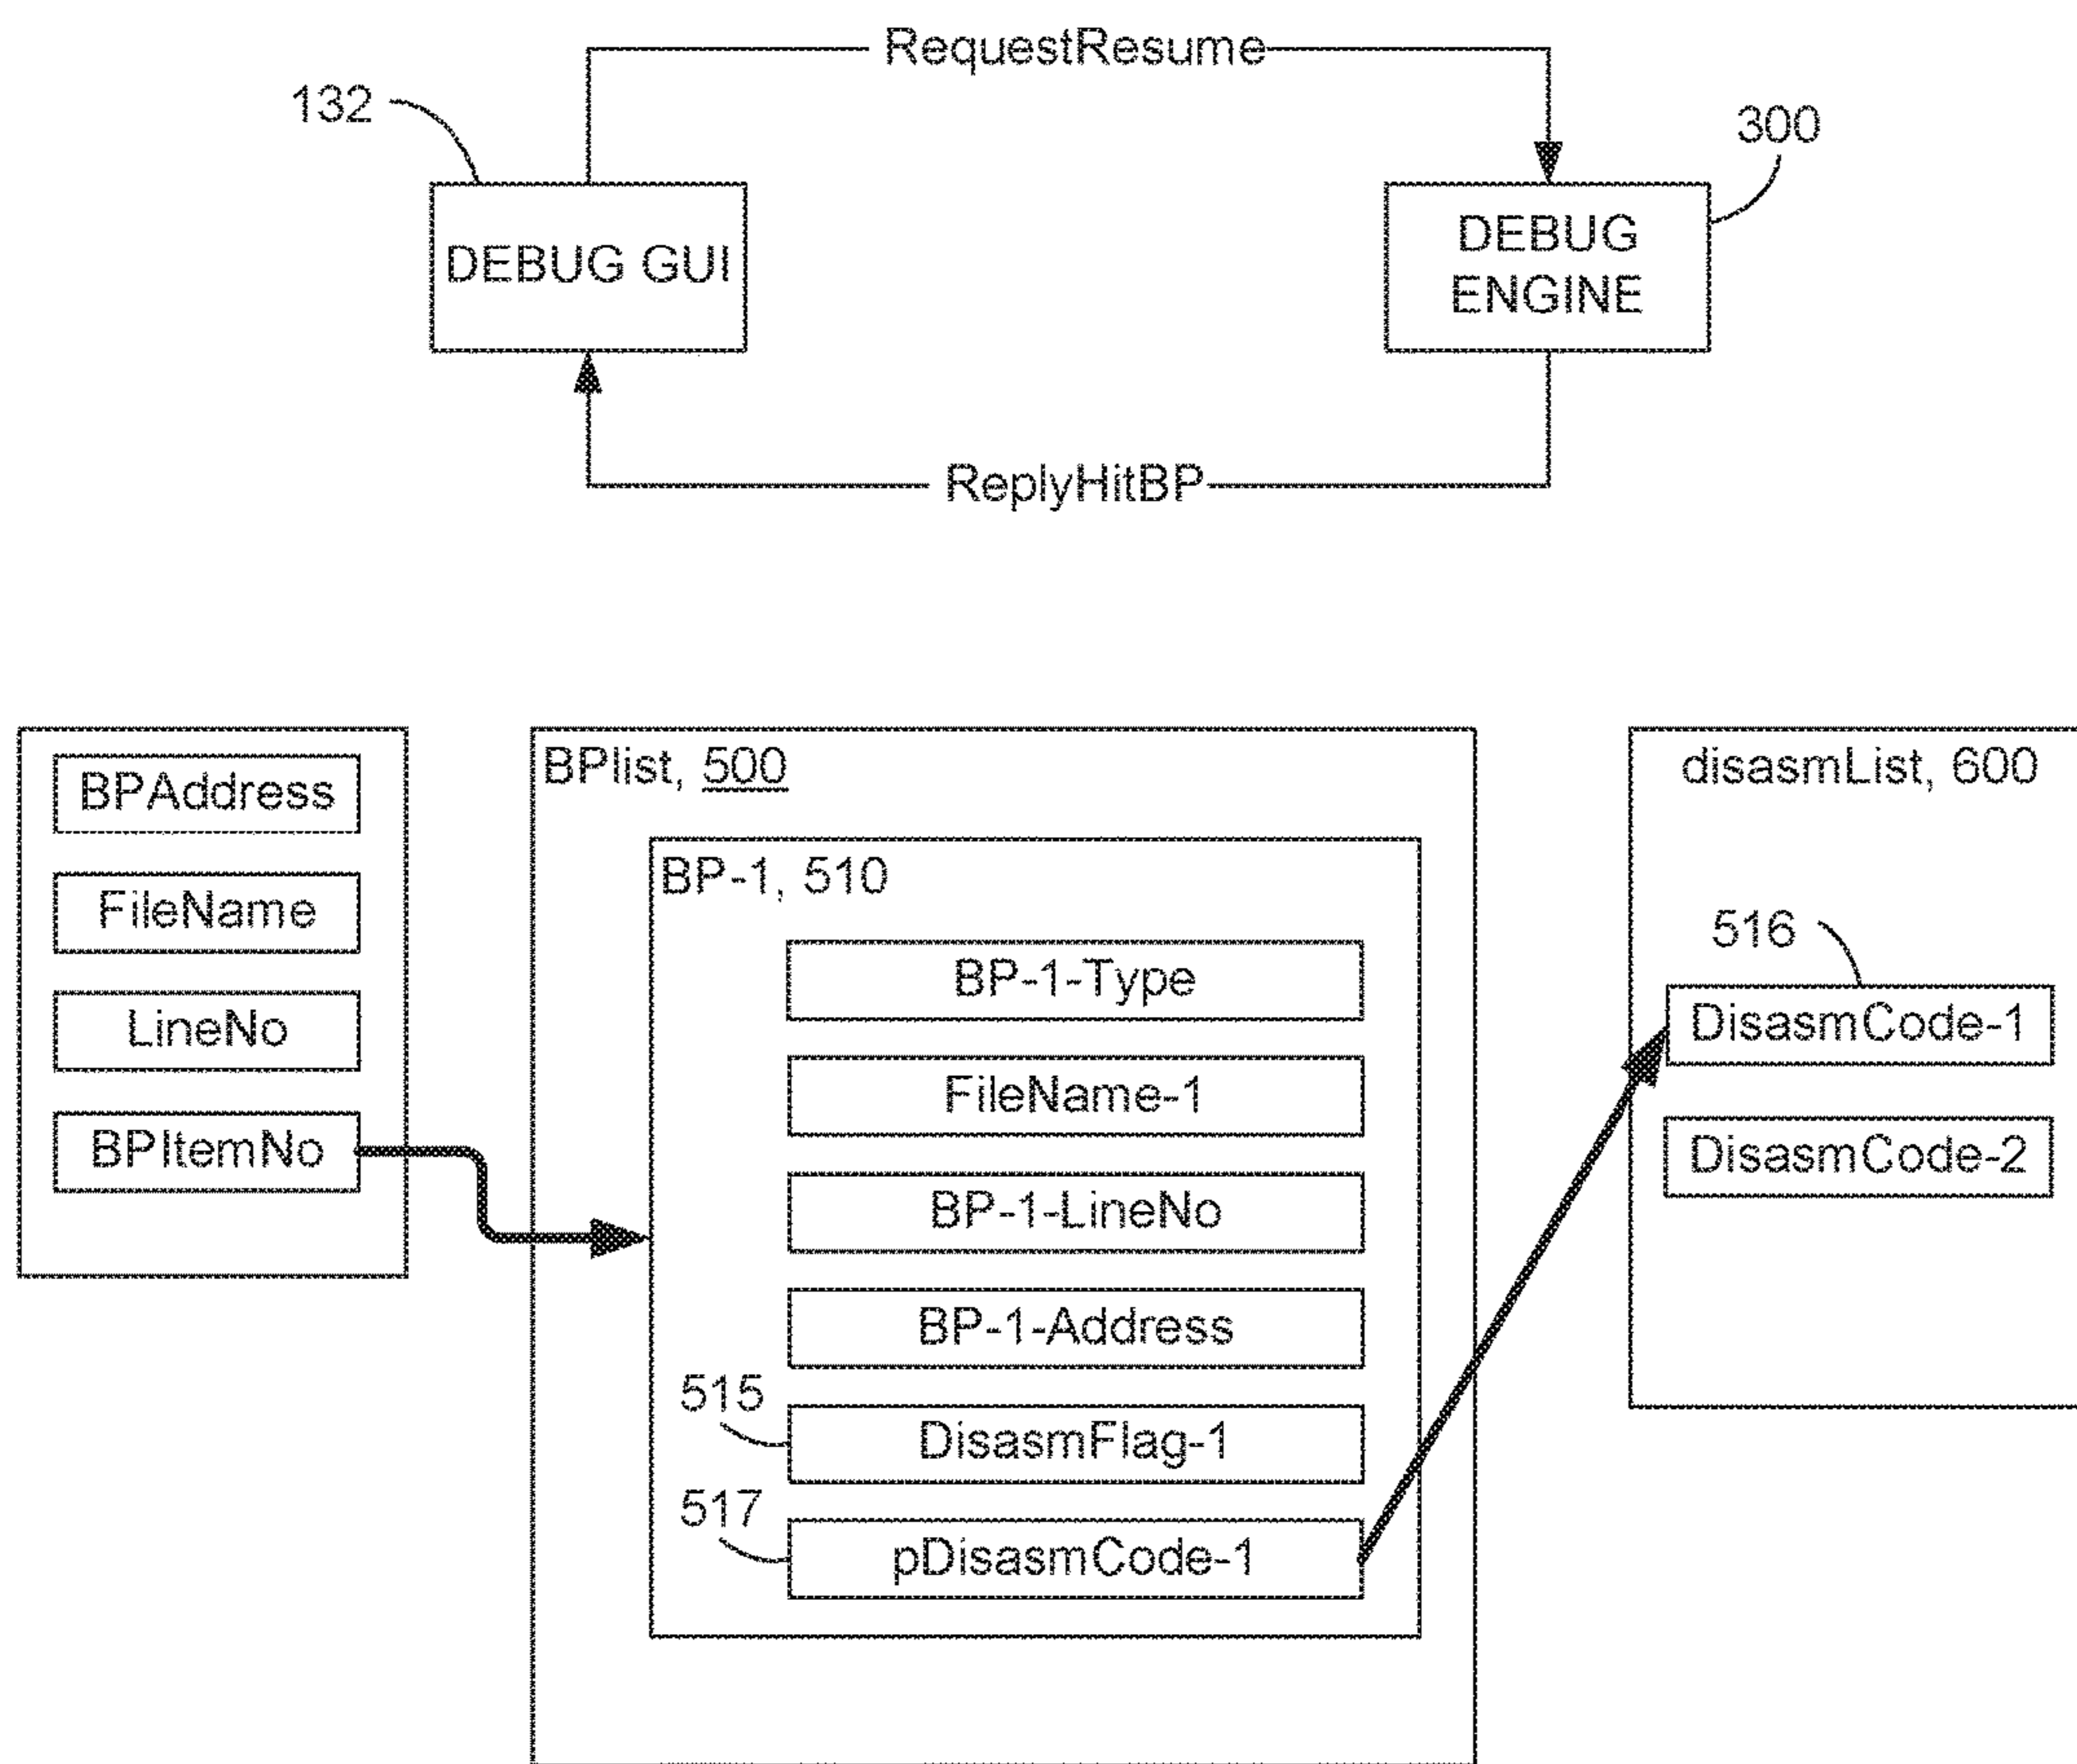 RequestResume
132
300
DEBUG GUI
DEBUG
ENGINE
ReplyHitBP
BPAddress
FileName
LineNo
BPItemNo
BPlist, 500
BP-1, 510
BP-1-Type
FileName-1
BP-1-LineNo
BP-1-Address
515
DisasmFlag-1
517
pDisasmCode-1
disasmList, 600
516
DisasmCode-1
DisasmCode-2